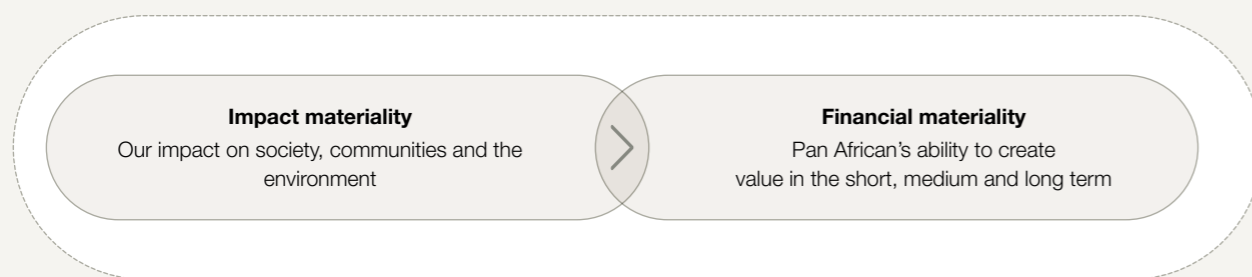 Impact materiality
Our impact on society, communities and the
environment
Financial materiality
Pan African's ability to create
value in the short, medium and long term